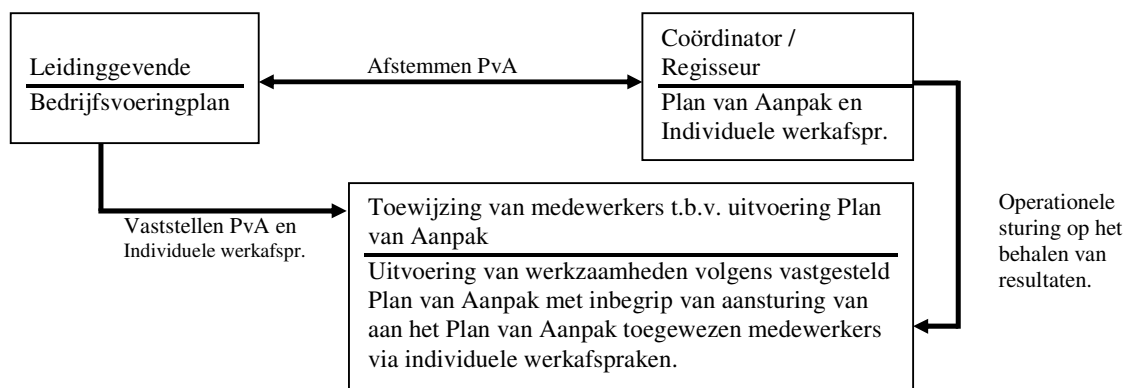 Leidinggevende
Bedrijfsvoeringplan
Afstemmen PvA
Coördinator /
Regisseur
Plan van Aanpak en
Individuele werkafspr.
Vaststellen PvA en
Individuele werkafspr.
Toewijzing van medewerkers t.b.v. uitvoering Plan
van Aanpak
Uitvoering van werkzaamheden volgens vastgesteld
Plan van Aanpak met inbegrip van aansturing van
aan het Plan van Aanpak toegewezen medewerkers
via individuele werkafspraken.
Operationele
sturing op het
behalen van
resultaten.